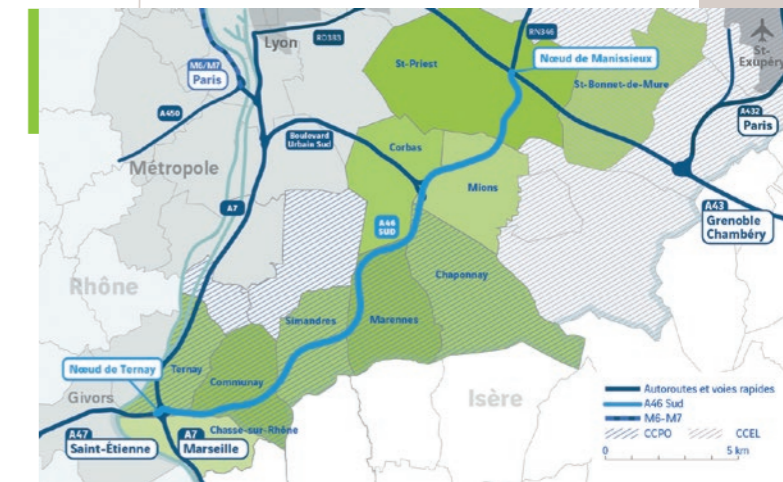 Lyon
RD383
RN346
St-Priest
Nœud de Manissieux
St-
Exupéry
M6/M7
Paris
St-Bonnet-de-Mure
A450
Boulevard
Urbain Sud
A432
Paris
Corbas
Métropole
Mions
A7
A46
SUD
A43
Grenoble
Chambéry
Chaponnay
Rhône
Simandres
Marennes
Nœud de Ternay
Ternay
Communay
Givors
Isère
Autoroutes et voies rapides
A46 Sud
M6-M7
CCPO
CCEL
0
5 km
Chasse-sur-Rhône
A47
Saint-Étienne
A7
Marseille